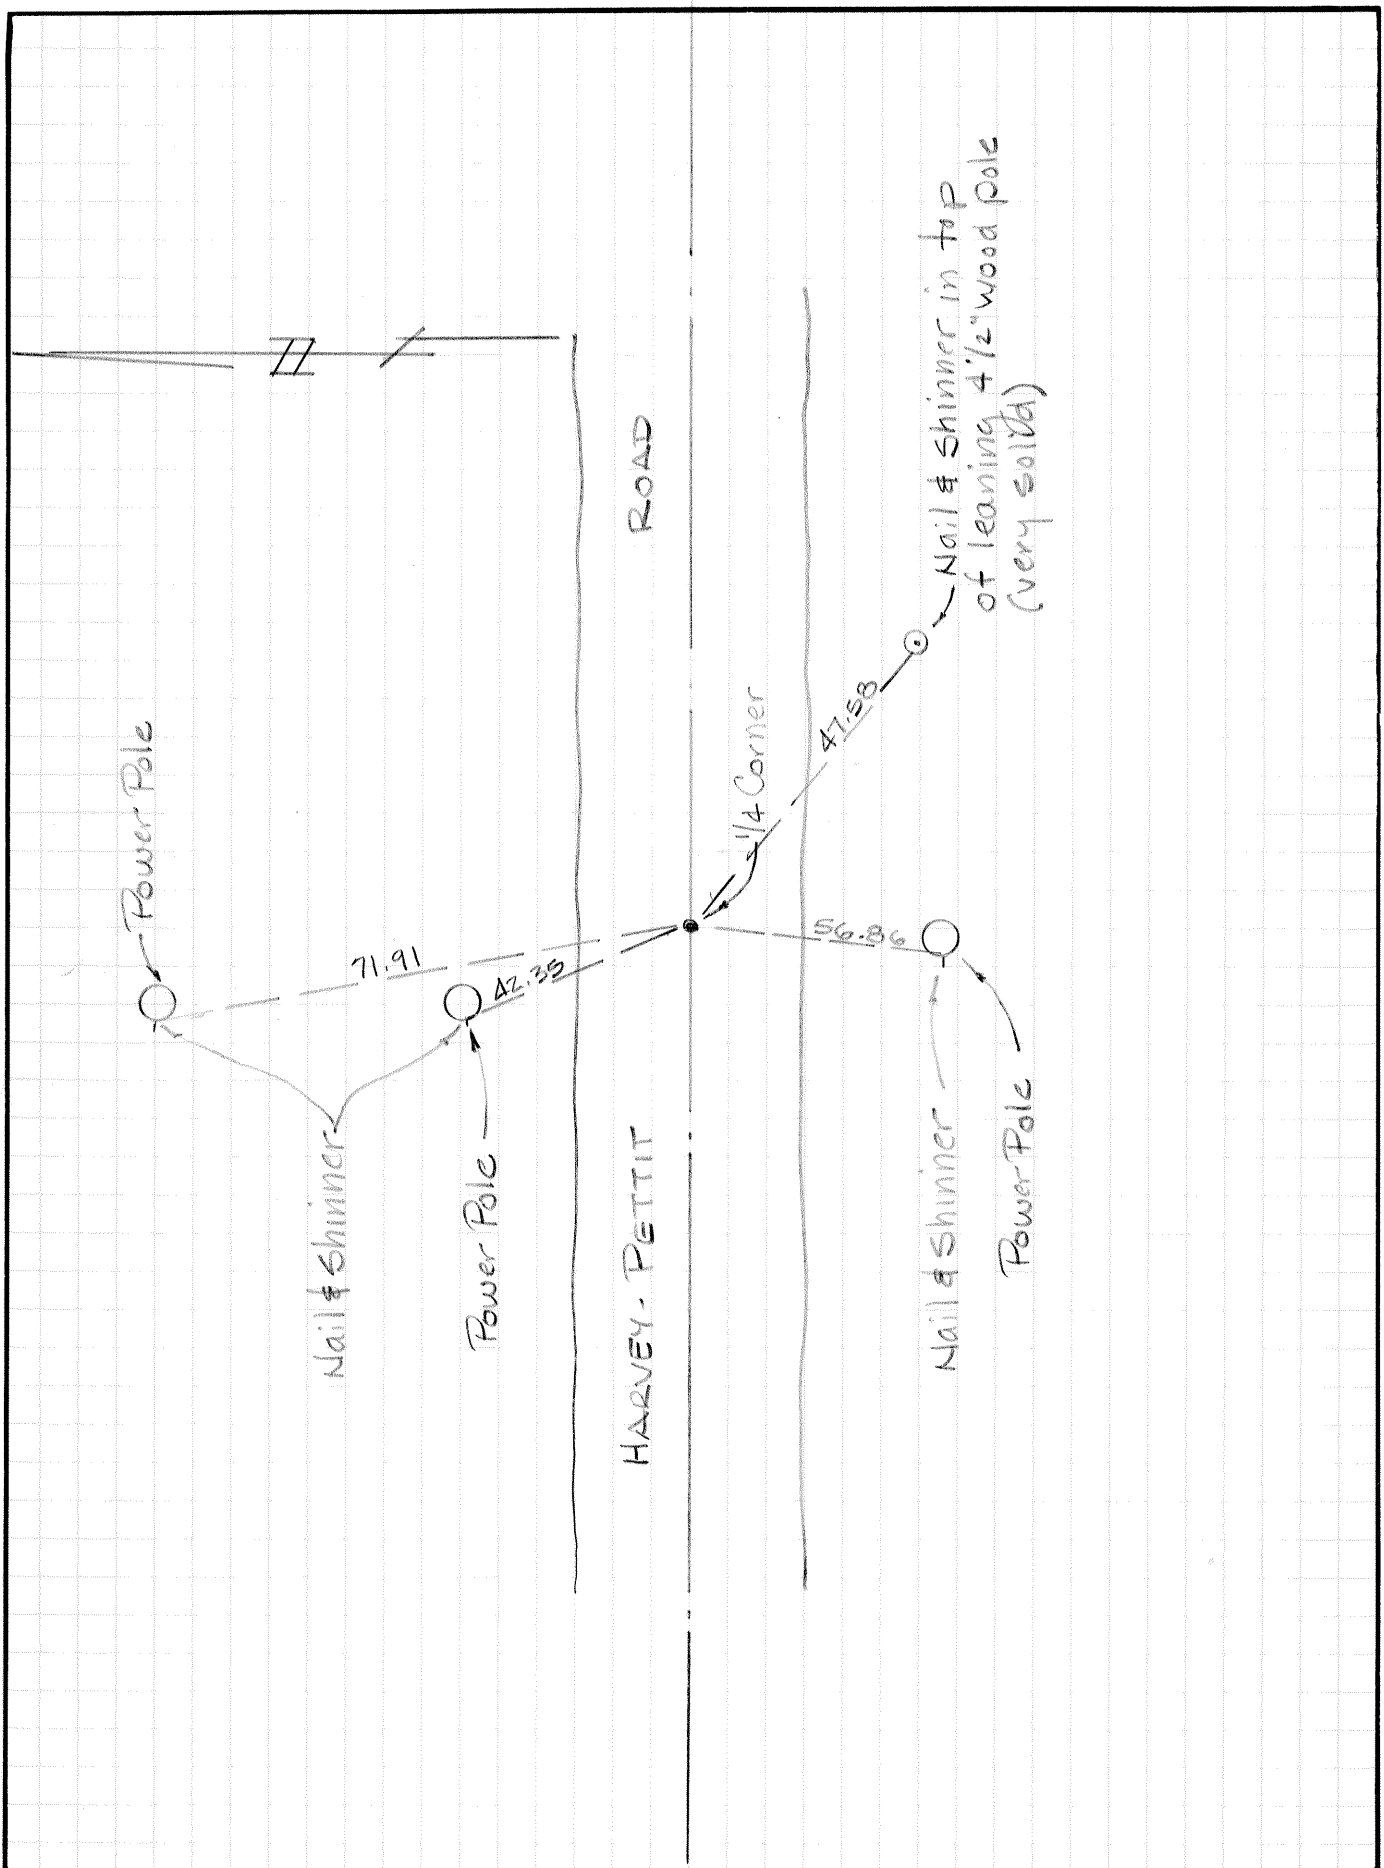 Power Pole
71.91
Nail & Shinner
42.35
Power Pole
HARVEY - PETTIT ROAD
1/4 Corner
47.58
56.86
Nail & Shinner in top
of leaning 4 1/2" wood pole
(very solid)
Nail & Shinner
Power Pole